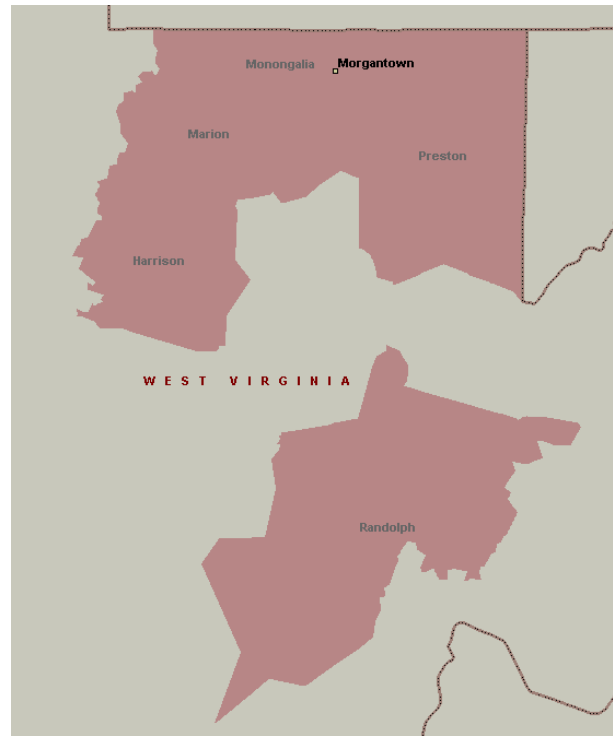 Monongalia
Morgantown
Marion
Preston
Harrison
WEST VIRGINIA
Randolph